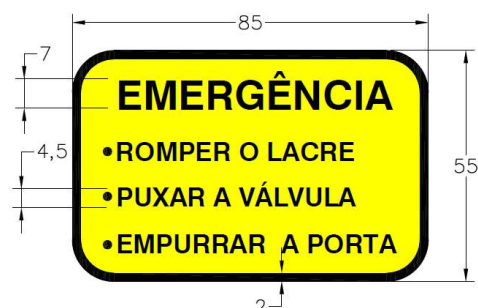 85
7
EMERGÊNCIA
•ROMPER O LACRE
4,5
55
•PUXAR A VÁLVULA
•EMPURRAR A PORTA
2